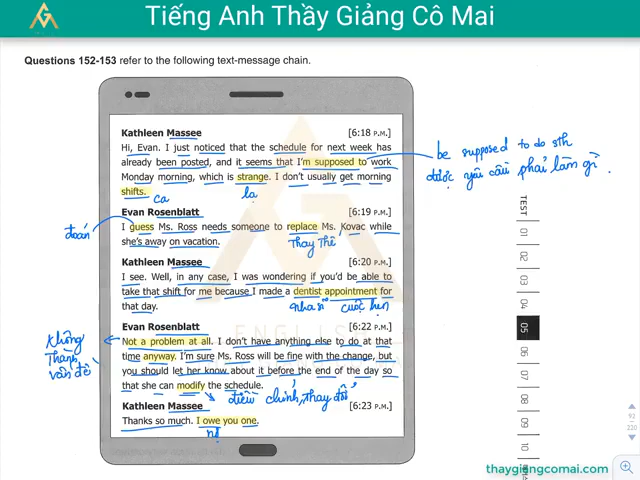 Tiếng Anh Thầy Giảng Cô Mai
Questions 152-153 refer to the following text-message chain.
Kathleen Massee [6:18 P.M.]
Hi, Evan. I just noticed that the schedule for next week has
already been posted, and it seems that I'm supposed to work
Monday morning, which is strange. I don't usually get morning
shifts.
ca
lạ
be supposed to do sth
được yêu cầu phải làm gì.
Evan Rosenblatt [6:19 P.M.]
đoán
I guess Ms. Ross needs someone to replace Ms. Kovac while
she's away on vacation.
Thay Thế
Kathleen Massee [6:20 P.M.]
I see. Well, in any case, I was wondering if you'd be able to
take that shift for me because I made a dentist appointment for
that day.
nha sĩ cuộc hẹn
Evan Rosenblatt [6:22 P.M.]
Không
Thành
vấn đề
Not a problem at all. I don't have anything else to do at that
time anyway. I'm sure Ms. Ross will be fine with the change, but
you should let her know about it before the end of the day so
that she can modify the schedule.
điều chỉnh, thay đổi
Kathleen Massee [6:23 P.M.]
Thanks so much. I owe you one.
nợ
TEST
01
02
03
04
05
06
07
08
09
10
92
220
thaygiangcomai.com